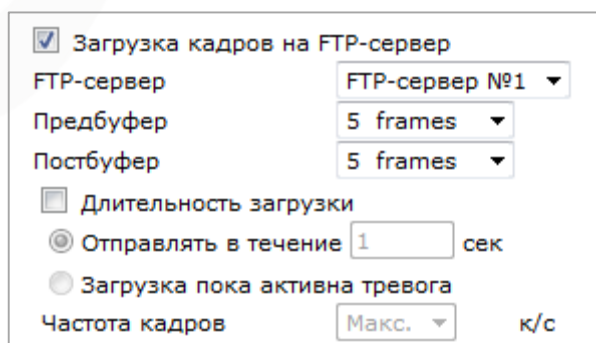 Загрузка кадров на FTP-сервер
FTP-сервер FTP-сервер №1
Предбуфер 5 frames
Постбуфер 5 frames
Длительность загрузки
Отправлять в течение 1 сек
Загрузка пока активна тревога
Частота кадров Макс. к/с